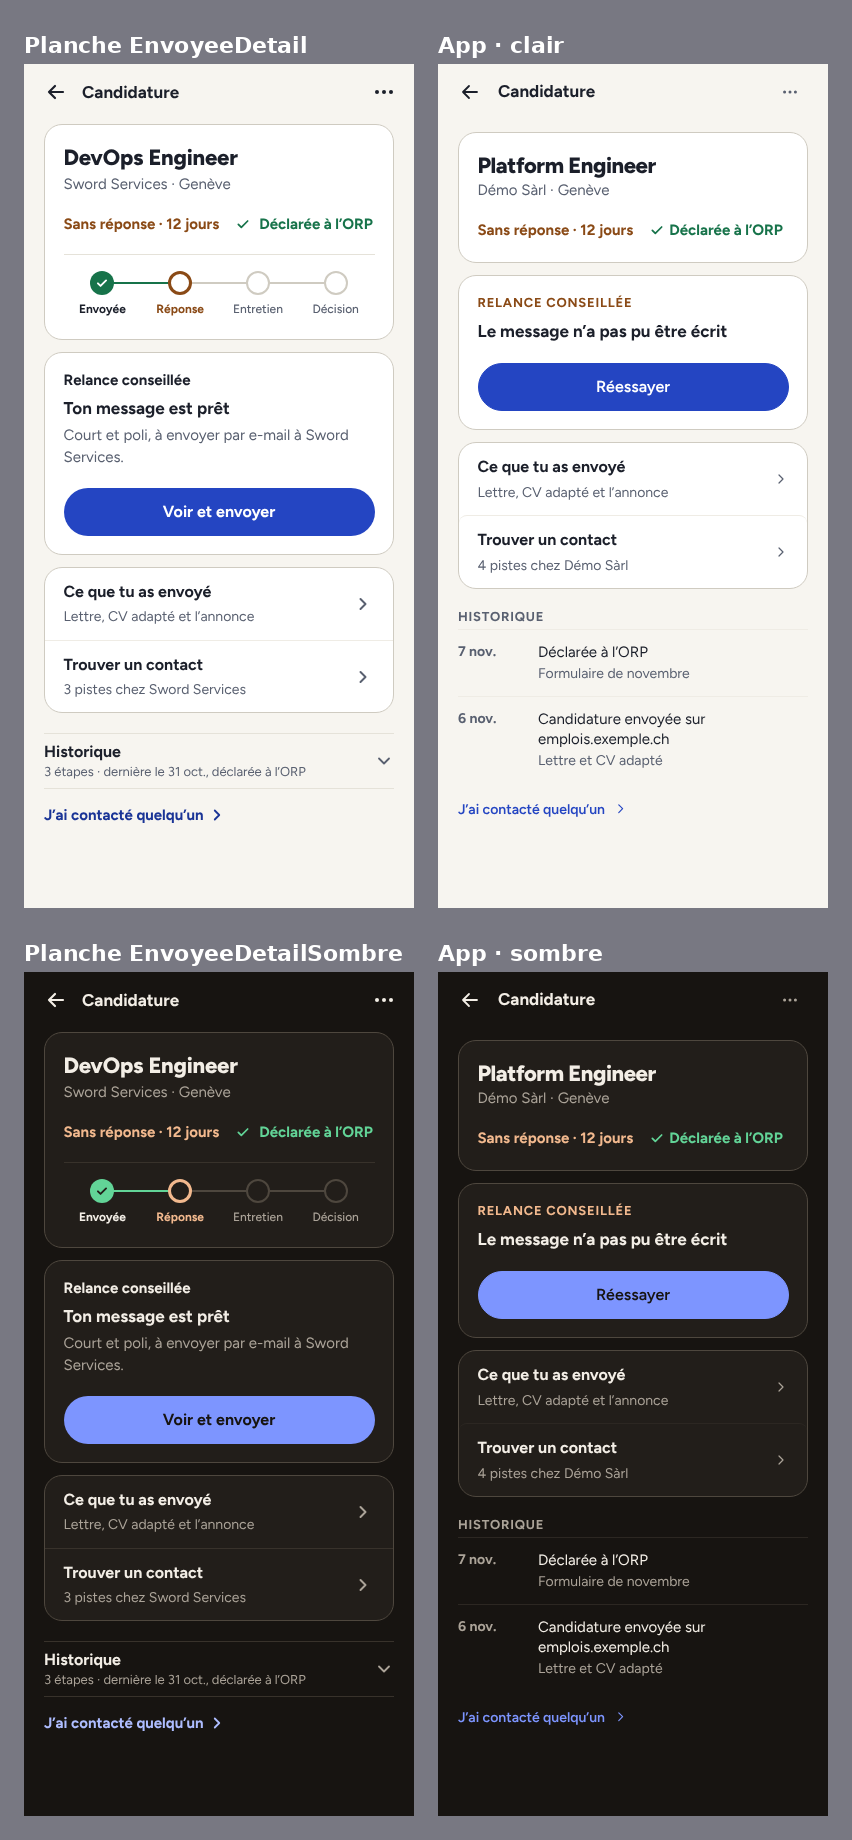 Planche EnvoyeeDetail
Candidature
DevOps Engineer
Sword Services · Genève
Sans réponse · 12 jours
Déclarée à l’ORP
Envoyée
Réponse
Entretien
Décision
Relance conseillée
Ton message est prêt
Court et poli, à envoyer par e-mail à Sword
Services.
Voir et envoyer
Ce que tu as envoyé
Lettre, CV adapté et l’annonce
Trouver un contact
3 pistes chez Sword Services
Historique
3 étapes · dernière le 31 oct., déclarée à l’ORP
J’ai contacté quelqu’un
App · clair
Candidature
Platform Engineer
Démo Sàrl · Genève
Sans réponse · 12 jours
Déclarée à l’ORP
RELANCE CONSEILLÉE
Le message n’a pas pu être écrit
Réessayer
Ce que tu as envoyé
Lettre, CV adapté et l’annonce
Trouver un contact
4 pistes chez Démo Sàrl
HISTORIQUE
7 nov.
Déclarée à l’ORP
Formulaire de novembre
6 nov.
Candidature envoyée sur
emplois.exemple.ch
Lettre et CV adapté
J’ai contacté quelqu’un
Planche EnvoyeeDetailSombre
Candidature
DevOps Engineer
Sword Services · Genève
Sans réponse · 12 jours
Déclarée à l’ORP
Envoyée
Réponse
Entretien
Décision
Relance conseillée
Ton message est prêt
Court et poli, à envoyer par e-mail à Sword
Services.
Voir et envoyer
Ce que tu as envoyé
Lettre, CV adapté et l’annonce
Trouver un contact
3 pistes chez Sword Services
Historique
3 étapes · dernière le 31 oct., déclarée à l’ORP
J’ai contacté quelqu’un
App · sombre
Candidature
Platform Engineer
Démo Sàrl · Genève
Sans réponse · 12 jours
Déclarée à l’ORP
RELANCE CONSEILLÉE
Le message n’a pas pu être écrit
Réessayer
Ce que tu as envoyé
Lettre, CV adapté et l’annonce
Trouver un contact
4 pistes chez Démo Sàrl
HISTORIQUE
7 nov.
Déclarée à l’ORP
Formulaire de novembre
6 nov.
Candidature envoyée sur
emplois.exemple.ch
Lettre et CV adapté
J’ai contacté quelqu’un